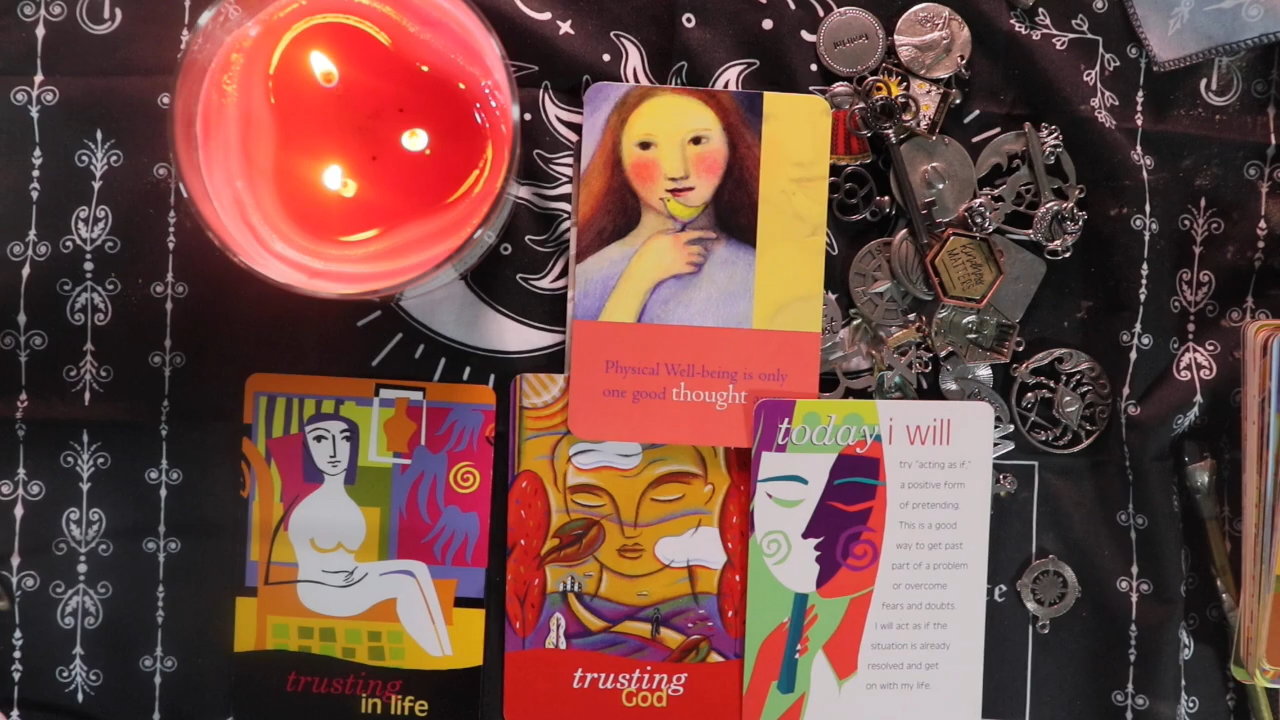 Physical Well-being is only
one good thought
kindness
MATTERS
today i will
try "acting as if,"
a positive form
of pretending.
This is a good
way to get past
part of a problem
or overcome
fears and doubts.
I will act as if the
situation is already
resolved and get
on with my life.
trusting
in life
trusting
God